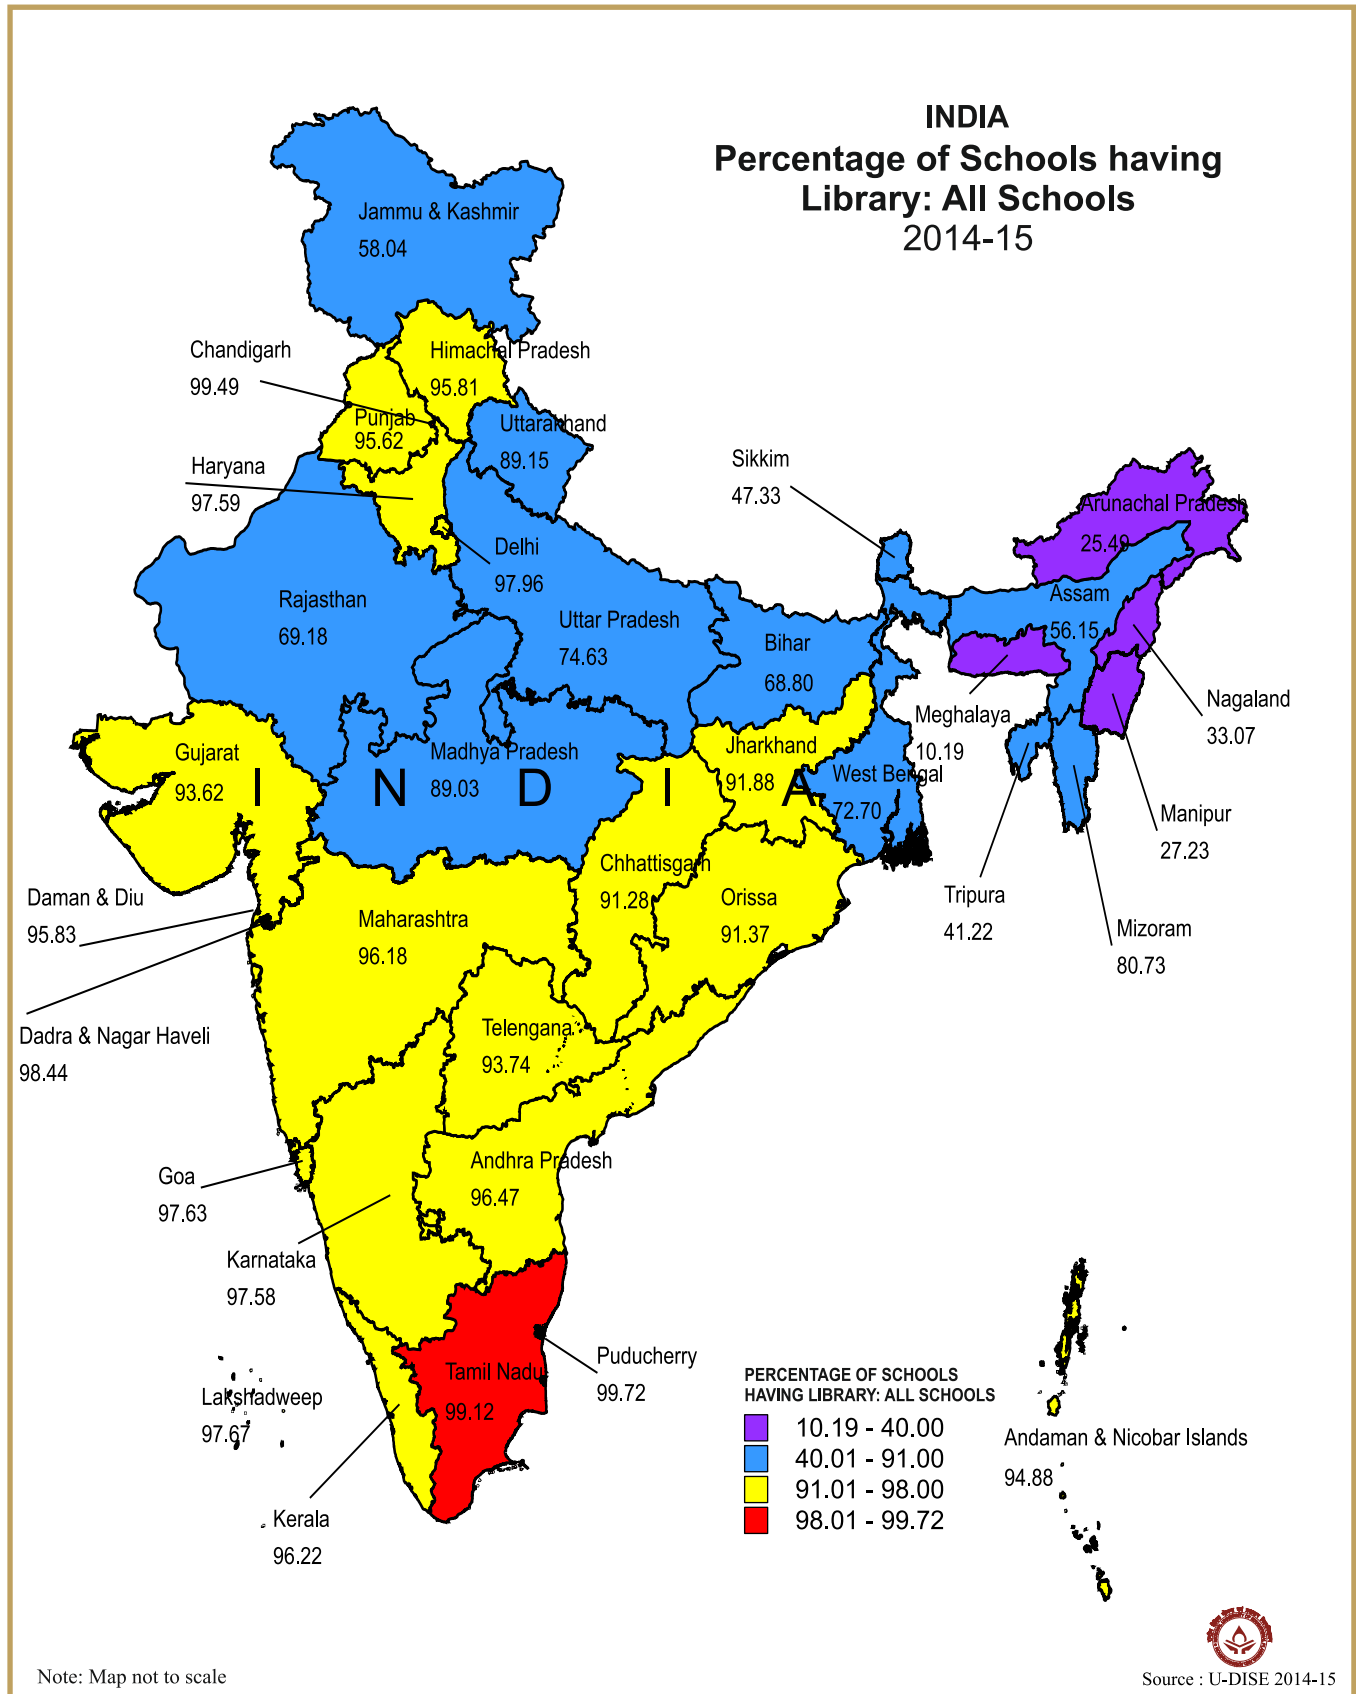 INDIA
Percentage of Schools having
Library: All Schools
2014-15
Jammu & Kashmir
58.04
Chandigarh
99.49
Himachal Pradesh
95.81
Punjab
95.62
Uttarakhand
89.15
Haryana
97.59
Sikkim
47.33
Arunachal Pradesh
25.49
Delhi
97.96
Rajasthan
69.18
Uttar Pradesh
74.63
Bihar
68.80
Assam
56.15
Meghalaya
10.19
Nagaland
33.07
Gujarat
93.62
Madhya Pradesh
89.03
Jharkhand
91.88
West Bengal
72.70
I N D I A
Manipur
27.23
Chhattisgarh
91.28
Orissa
91.37
Tripura
41.22
Mizoram
80.73
Daman & Diu
95.83
Maharashtra
96.18
Dadra & Nagar Haveli
98.44
Telengana
93.74
Goa
97.63
Andhra Pradesh
96.47
Karnataka
97.58
Puducherry
99.72
Tamil Nadu
99.12
Lakshadweep
97.67
Kerala
96.22
PERCENTAGE OF SCHOOLS
HAVING LIBRARY: ALL SCHOOLS
10.19 - 40.00
40.01 - 91.00
91.01 - 98.00
98.01 - 99.72
Andaman & Nicobar Islands
94.88
Note: Map not to scale
Source : U-DISE 2014-15